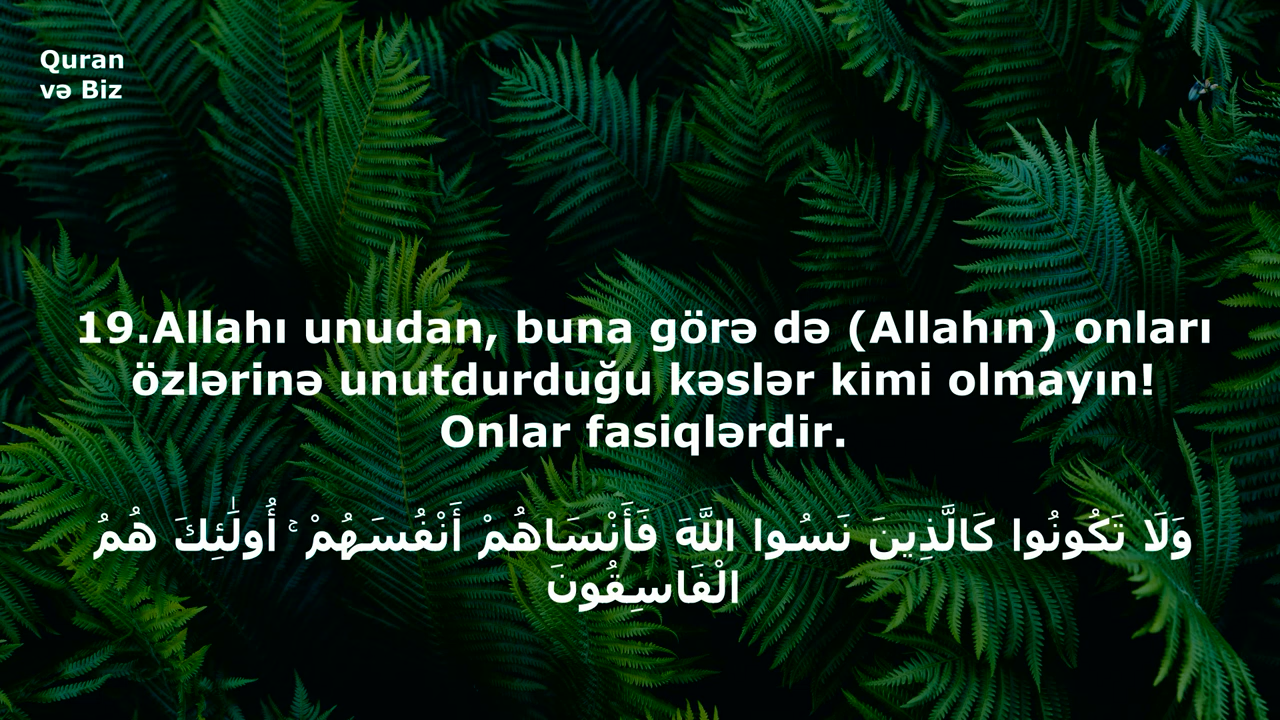 Quran
və Biz
19.Allahı unudan, buna görə də (Allahın) onları
özlərinə unutdurduğu kəslər kimi olmayın!
Onlar fasiqlərdir.
وَلَا تَكُونُوا كَالَّذِينَ نَسُوا اللَّهَ فَأَنْسَاهُمْ أَنْفُسَهُمْ ۚ أُولَٰئِكَ هُمُ
الْفَاسِقُونَ